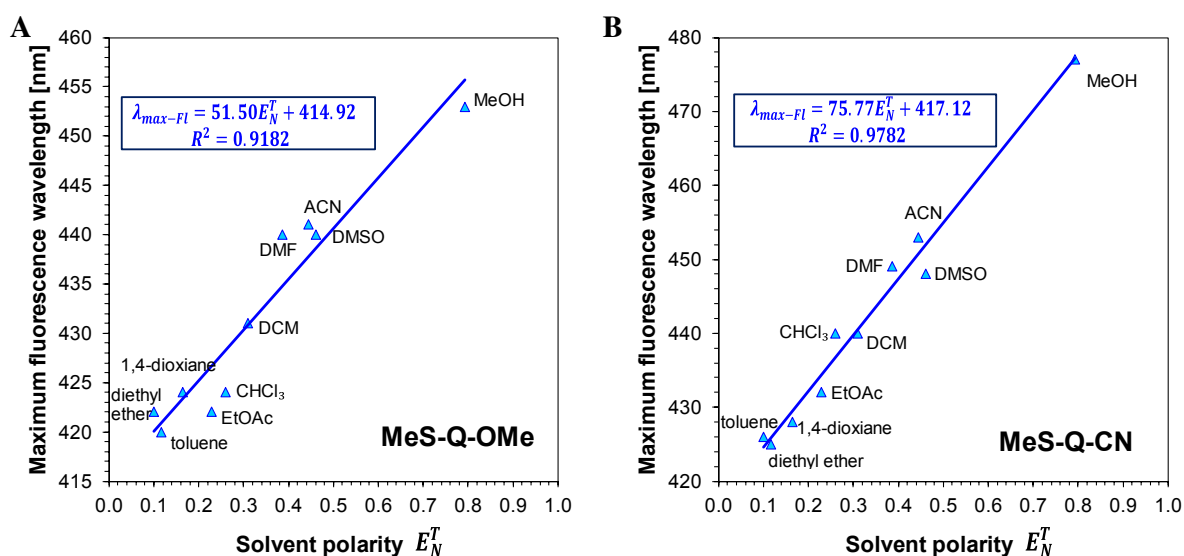 A
Maximum fluorescence wavelength [nm]
460
455
450
445
440
435
430
425
420
415
λmax−Fl = 51.50E_N^T + 414.92
R² = 0.9182
MeOH
ACN
DMF
DMSO
DCM
1,4-dioxiane
diethyl
ether
CHCl₃
EtOAc
toluene
MeS-Q-OMe
0.0 0.1 0.2 0.3 0.4 0.5 0.6 0.7 0.8 0.9 1.0
Solvent polarity E_N^T
B
Maximum fluorescence wavelength [nm]
480
470
460
450
440
430
420
λmax−Fl = 75.77E_N^T + 417.12
R² = 0.9782
MeOH
ACN
DMF
DMSO
CHCl₃
DCM
EtOAc
toluene
1,4-dioxiane
diethyl ether
MeS-Q-CN
0.0 0.1 0.2 0.3 0.4 0.5 0.6 0.7 0.8 0.9 1.0
Solvent polarity E_N^T